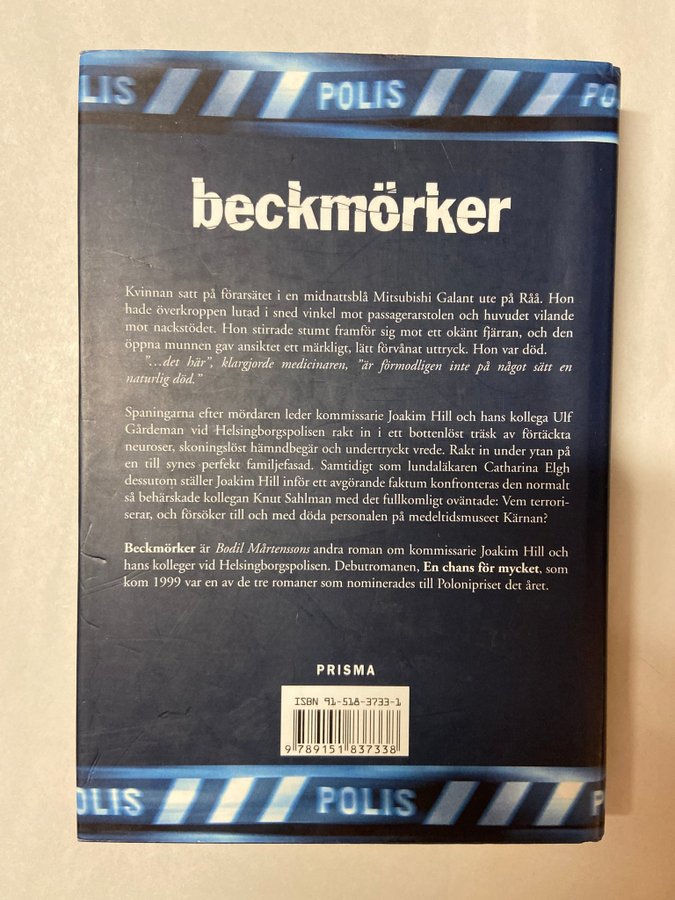 LIS POLIS PO
beckmörker
Kvinnan satt på förarsätet i en midnattsblå Mitsubishi Galant ute på Råå. Hon
hade överkroppen lutad i sned vinkel mot passagerarstolen och huvudet vilande
mot nackstödet. Hon stirrade stumt framför sig mot ett okänt fjärran, och den
öppna munnen gav ansiktet ett märkligt, lätt förvånat uttryck. Hon var död.
”…det här”, klargjorde medicinaren, ”är förmodligen inte på något sätt en
naturlig död.”
Spaningarna efter mördaren leder kommissarie Joakim Hill och hans kollega Ulf
Gårdeman vid Helsingborgspolisen rakt in i ett bottenlöst träsk av förtäckta
neuroser, skoningslöst hämndbegär och undertryckt vrede. Rakt in under ytan på
en till synes perfekt familjefasad. Samtidigt som lundaläkaren Catharina Elgh
dessutom ställer Joakim Hill inför ett avgörande faktum konfronteras den normalt
så behärskade kollegan Knut Sahlman med det fullkomligt oväntade: Vem terrori-
serar, och försöker till och med döda personalen på medeltidsmuseet Kärnan?
Beckmörker är Bodil Mårtenssons andra roman om kommissarie Joakim Hill och
hans kolleger vid Helsingborgspolisen. Debutromanen, En chans för mycket, som
kom 1999 var en av de tre romaner som nominerades till Polonipriset det året.
PRISMA
ISBN 91-518-3733-1
9 789151 837338
OLIS POLIS P